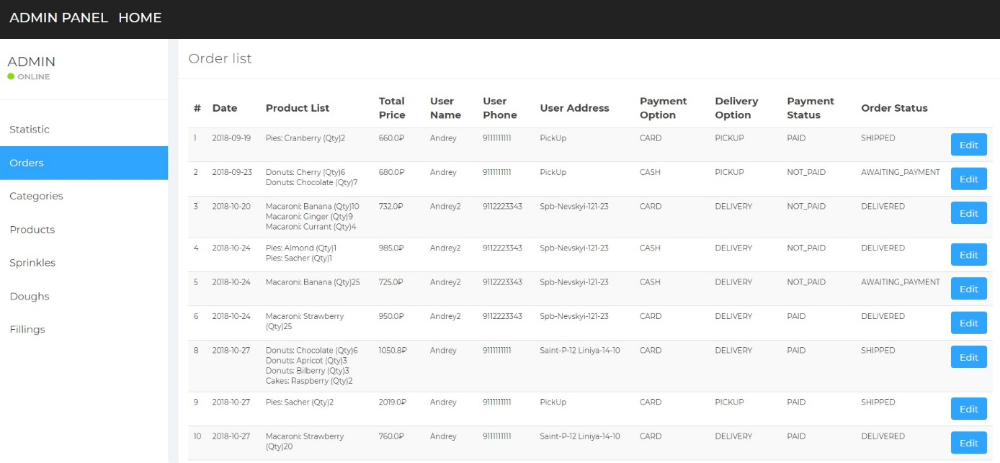 ADMIN PANEL HOME
ADMIN
ONLINE
Statistic
Orders
Categories
Products
Sprinkles
Doughs
Fillings
Order list
# Date Product List Total Price User Name User Phone User Address Payment Option Delivery Option Payment Status Order Status
1 2018-09-19 Pies: Cranberry (Qty)2 660.0₽ Andrey 9111111111 PickUp CARD PICKUP PAID SHIPPED Edit
2 2018-09-23 Donuts: Cherry (Qty)6 680.0₽ Andrey 9111111111 PickUp CASH PICKUP NOT_PAID AWAITING_PAYMENT Edit
Donuts: Chocolate (Qty)7
3 2018-10-20 Macaroni: Banana (Qty)10 732.0₽ Andrey2 9112223343 Spb-Nevskyi-121-23 CARD DELIVERY NOT_PAID DELIVERED Edit
Macaroni: Ginger (Qty)9
Macaroni: Currant (Qty)4
4 2018-10-24 Pies: Almond (Qty)1 985.0₽ Andrey2 9112223343 Spb-Nevskyi-121-23 CASH DELIVERY NOT_PAID DELIVERED Edit
Pies: Sacher (Qty)1
5 2018-10-24 Macaroni: Banana (Qty)25 725.0₽ Andrey2 9112223343 Spb-Nevskyi-121-23 CASH DELIVERY NOT_PAID AWAITING_PAYMENT Edit
6 2018-10-24 Macaroni: Strawberry 950.0₽ Andrey2 9112223343 Spb-Nevskyi-121-23 CARD DELIVERY PAID DELIVERED Edit
(Qty)25
8 2018-10-27 Donuts: Chocolate (Qty)6 1050.8₽ Andrey 9111111111 Saint-P-12 Liniya-14-10 CARD DELIVERY PAID SHIPPED Edit
Donuts: Apricot (Qty)3
Donuts: Bilberry (Qty)3
Cakes: Raspberry (Qty)2
9 2018-10-27 Pies: Sacher (Qty)2 2019.0₽ Andrey 9111111111 PickUp CARD PICKUP PAID SHIPPED Edit
10 2018-10-27 Macaroni: Strawberry 760.0₽ Andrey 9111111111 Saint-P-12 Liniya-14-10 CARD DELIVERY PAID DELIVERED Edit
(Qty)20